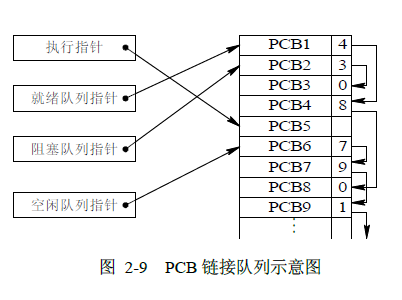 执行指针
就绪队列指针
阻塞队列指针
空闲队列指针
PCB1 4
PCB2 3
PCB3 0
PCB4 8
PCB5
PCB6 7
PCB7 9
PCB8 0
PCB9 1
⋮
图 2-9 PCB 链接队列示意图